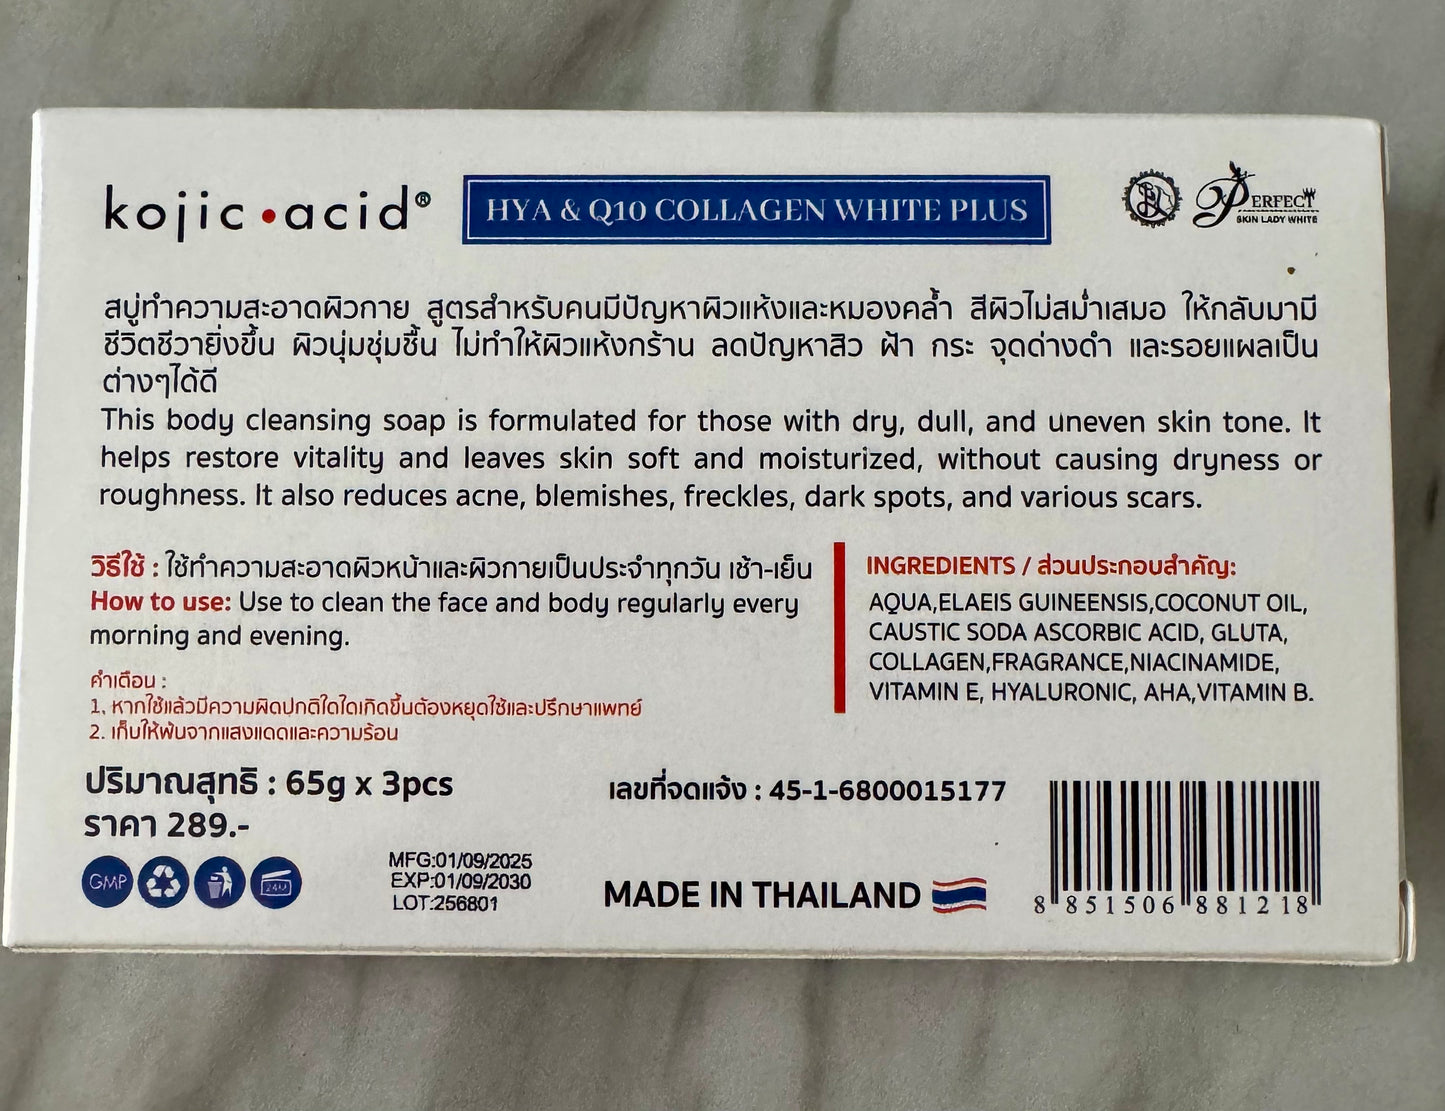 kojic•acid®
HYA & Q10 COLLAGEN WHITE PLUS
PERFECT
SKIN LADY WHITE
สบู่ทำความสะอาดผิวกาย สูตรสำหรับคนมีปัญหาผิวแห้งและหมองคล้ำ สีผิวไม่สม่ำเสมอ ให้กลับมามี
ชีวิตชีวายิ่งขึ้น ผิวนุ่มชุ่มชื้น ไม่ทำให้ผิวแห้งกร้าน ลดปัญหาสิว ฝ้า กระ จุดด่างดำ และรอยแผลเป็น
ต่างๆได้ดี
This body cleansing soap is formulated for those with dry, dull, and uneven skin tone. It
helps restore vitality and leaves skin soft and moisturized, without causing dryness or
roughness. It also reduces acne, blemishes, freckles, dark spots, and various scars.
วิธีใช้ : ใช้ทำความสะอาดผิวหน้าและผิวกายเป็นประจำทุกวัน เช้า-เย็น
How to use: Use to clean the face and body regularly every
morning and evening.
คำเตือน :
1. หากใช้แล้วมีความผิดปกติใดใดเกิดขึ้นต้องหยุดใช้และปรึกษาแพทย์
2. เก็บให้พ้นจากแสงแดดและความร้อน
INGREDIENTS / ส่วนประกอบสำคัญ:
AQUA,ELAEIS GUINEENSIS,COCONUT OIL,
CAUSTIC SODA ASCORBIC ACID, GLUTA,
COLLAGEN,FRAGRANCE,NIACINAMIDE,
VITAMIN E, HYALURONIC, AHA,VITAMIN B.
ปริมาณสุทธิ : 65g x 3pcs
ราคา 289.-
GMP
24M
MFG:01/09/2025
EXP:01/09/2030
LOT:256801
เลขที่จดแจ้ง : 45-1-6800015177
MADE IN THAILAND
8 851506 881218